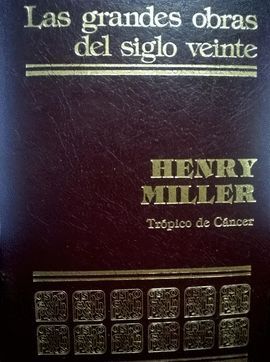 Las grandes obras
del siglo veinte
HENRY
MILLER
Trópico de Cáncer